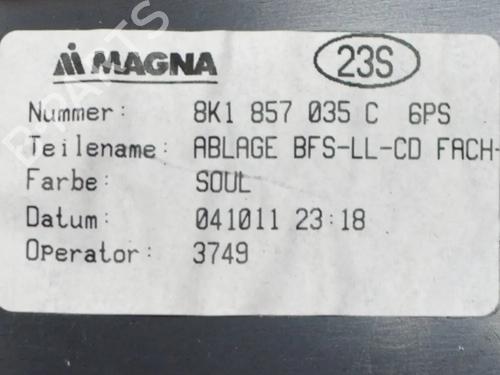 MAGNA 23S
Nummer: 8K1 857 035 C 6PS
Teilename: ABLAGE BFS-LL-CD FACH-
Farbe: SOUL
Datum: 041011 23:18
Operator: 3749
B-PARTS